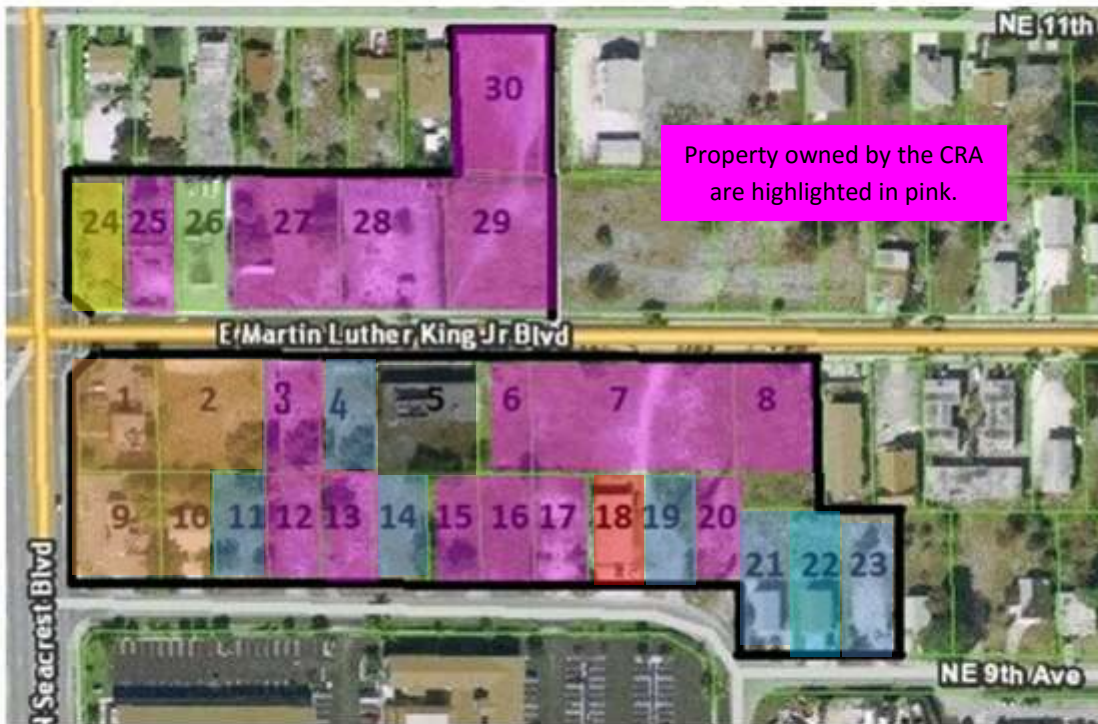 NE 11th
30
Property owned by the CRA
are highlighted in pink.
24 25 26 27 28 29
E Martin Luther King Jr Blvd
1 2 3 4 5 6 7 8
9 10 11 12 13 14 15 16 17 18 19 20
21 22 23
N Seacrest Blvd
NE 9th Ave